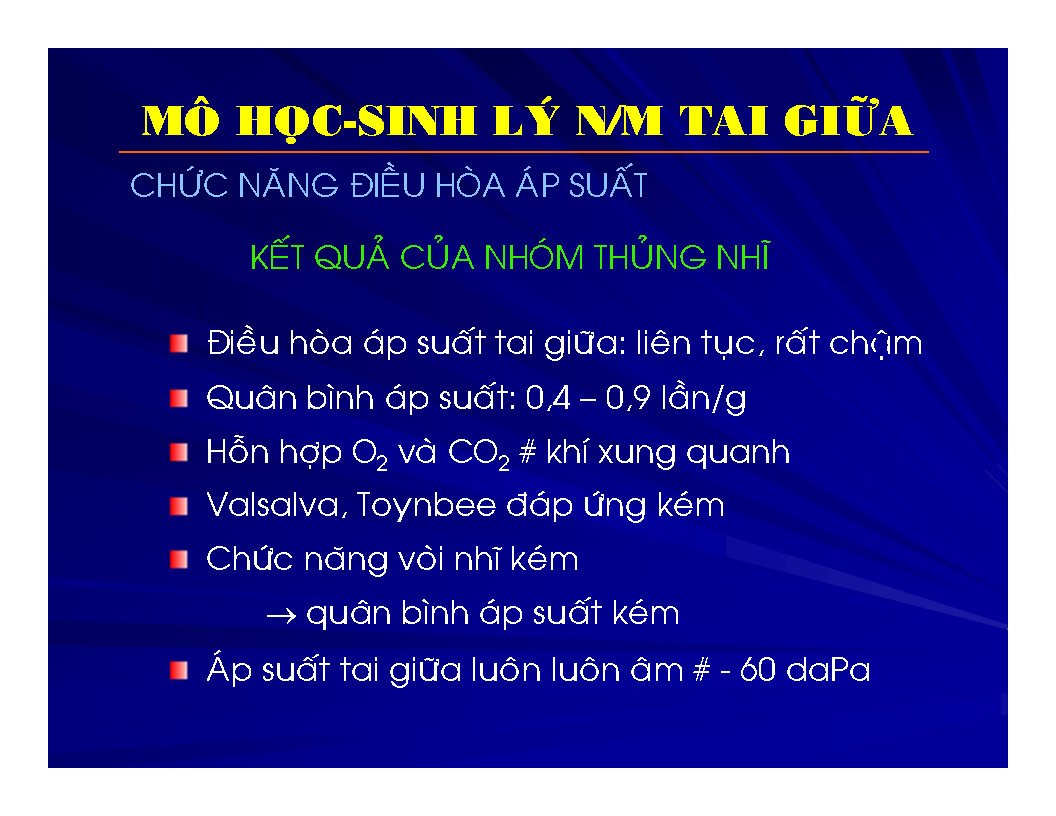 MÔ HỌC-SINH LÝ N/M TAI GIỮA
CHỨC NĂNG ĐIỀU HÒA ÁP SUẤT
KẾT QUẢ CỦA NHÓM THỦNG NHĨ
Điều hòa áp suất tai giữa: liên tục, rất chậm
Quân bình áp suất: 0,4 – 0,9 lần/g
Hỗn hợp O₂ và CO₂ # khí xung quanh
Valsalva, Toynbee đáp ứng kém
Chức năng vòi nhĩ kém
→ quân bình áp suất kém
Áp suất tai giữa luôn luôn âm # - 60 daPa